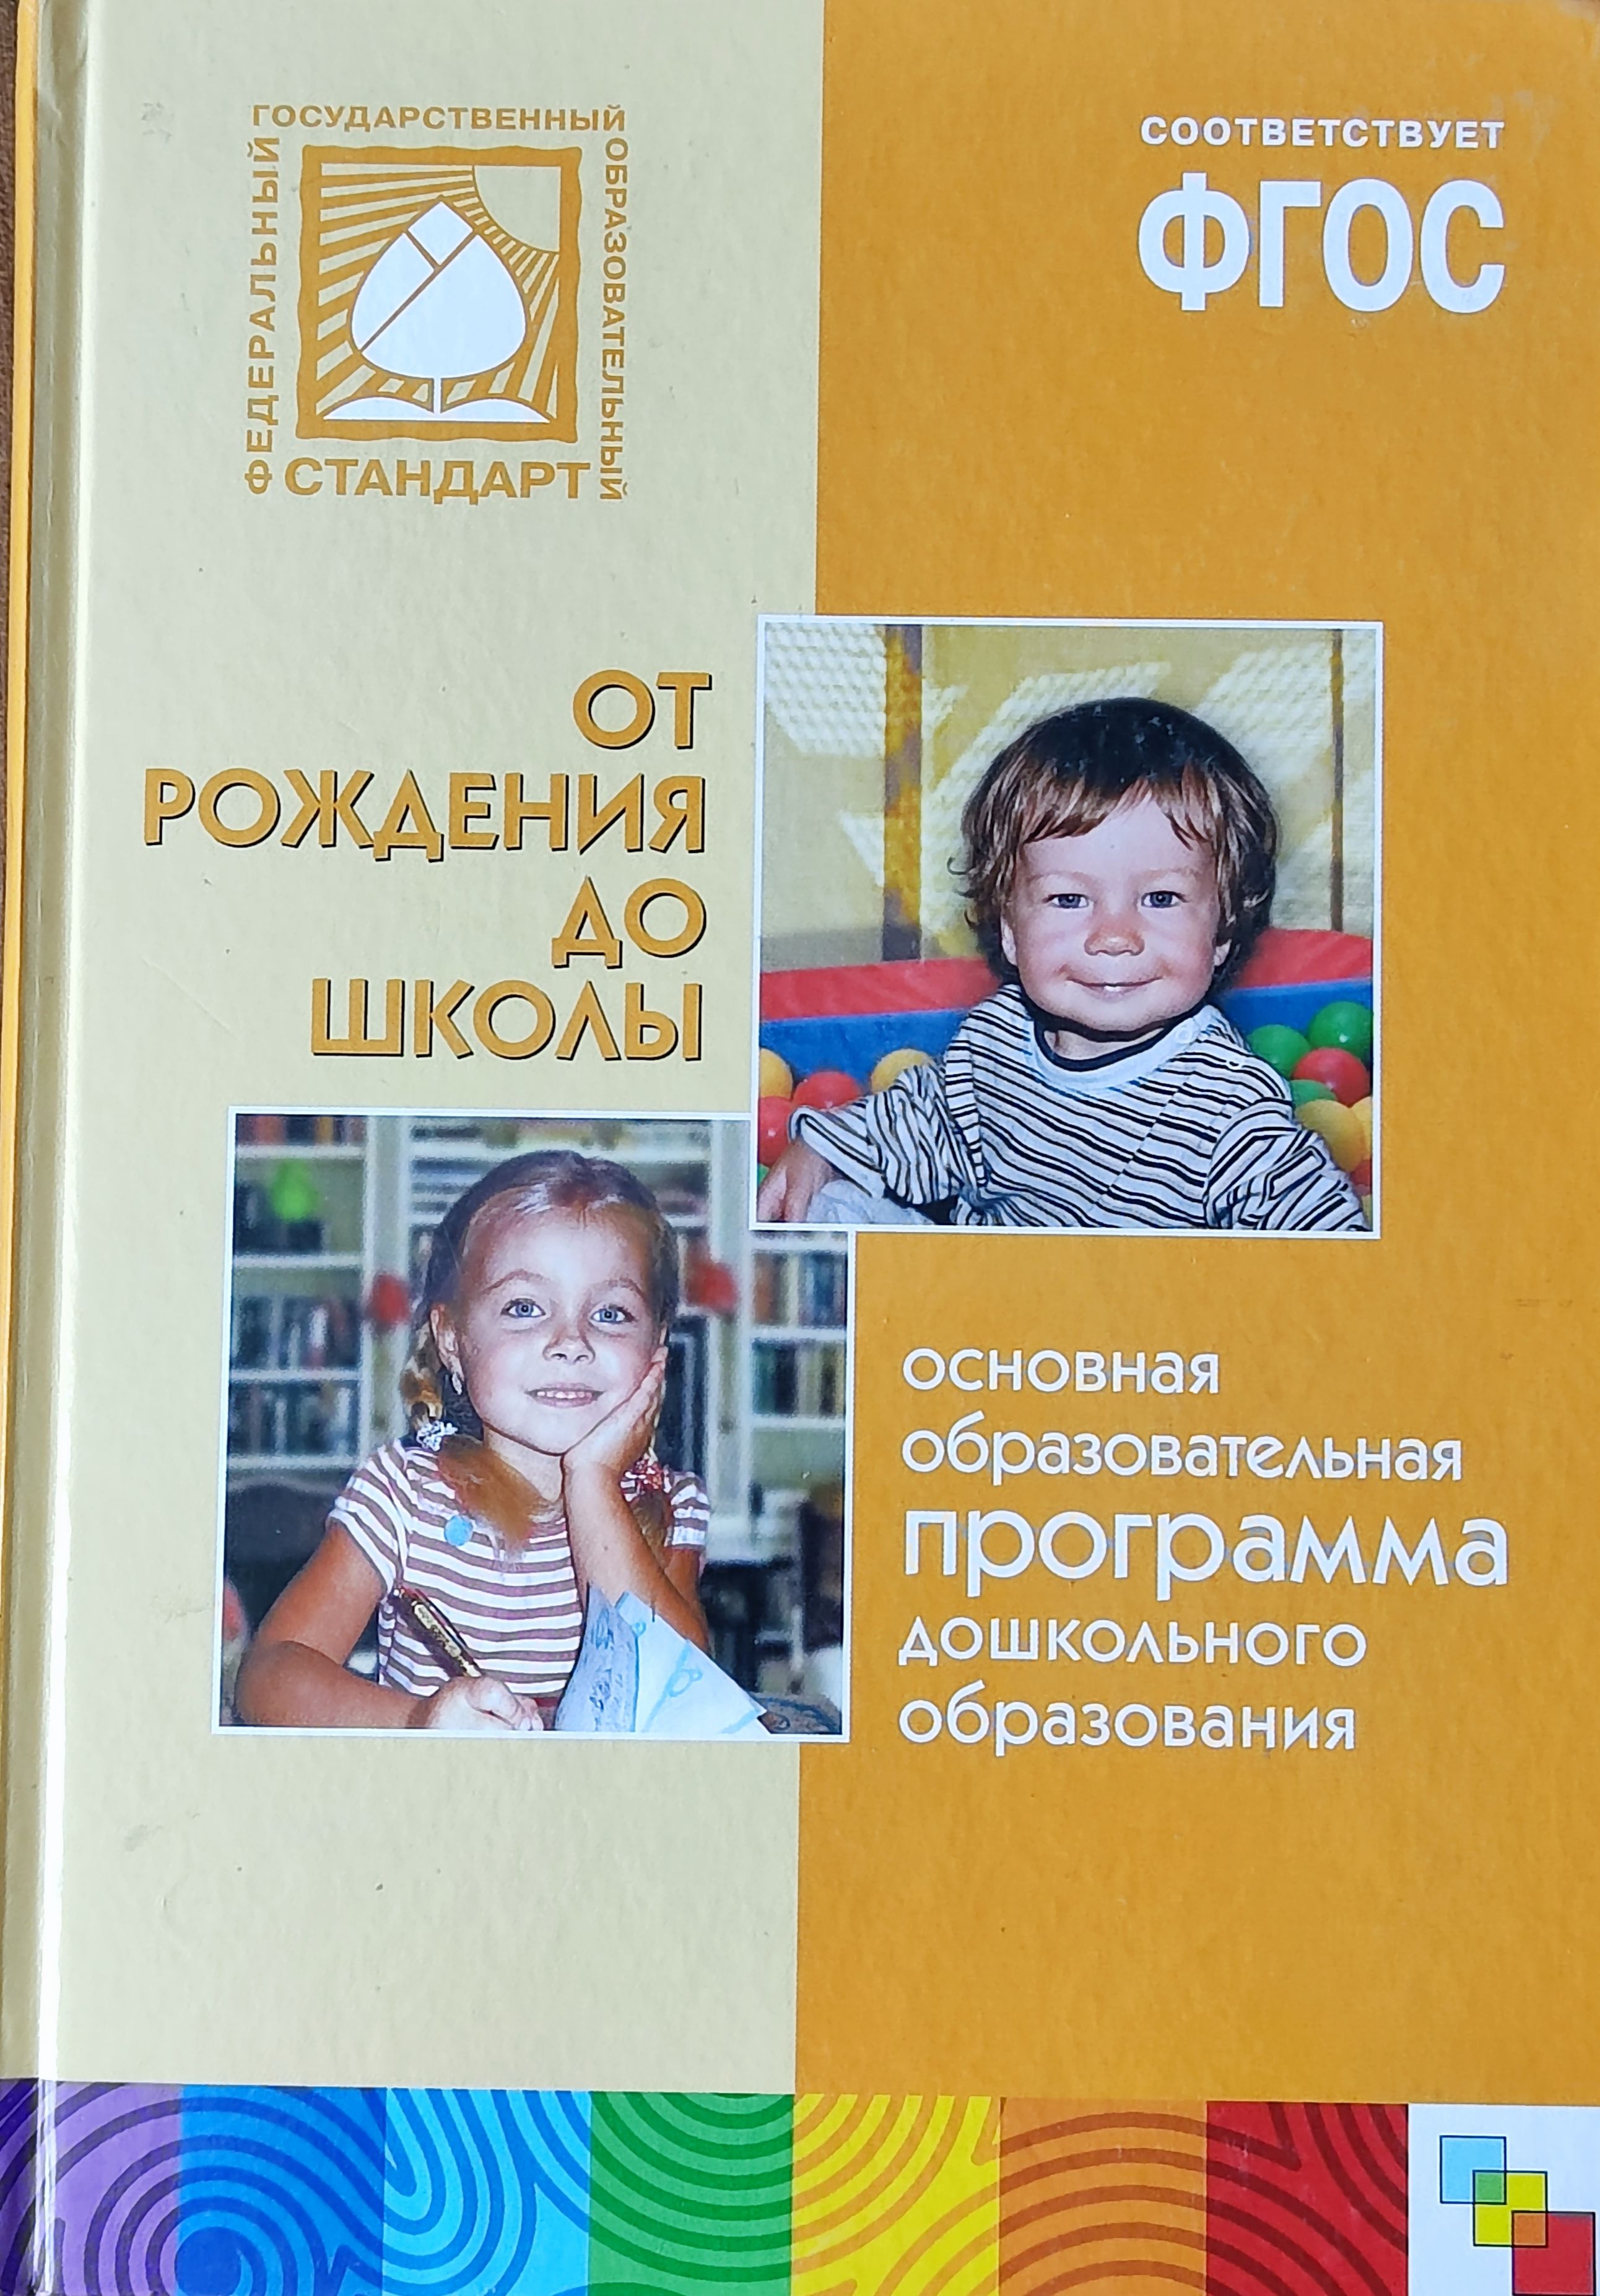 ФЕДЕРАЛЬНЫЙ
ГОСУДАРСТВЕННЫЙ
ОБРАЗОВАТЕЛЬНЫЙ
СТАНДАРТ
СООТВЕТСТВУЕТ
ФГОС
ОТ
РОЖДЕНИЯ
ДО
ШКОЛЫ
основная
образовательная
программа
дошкольного
образования